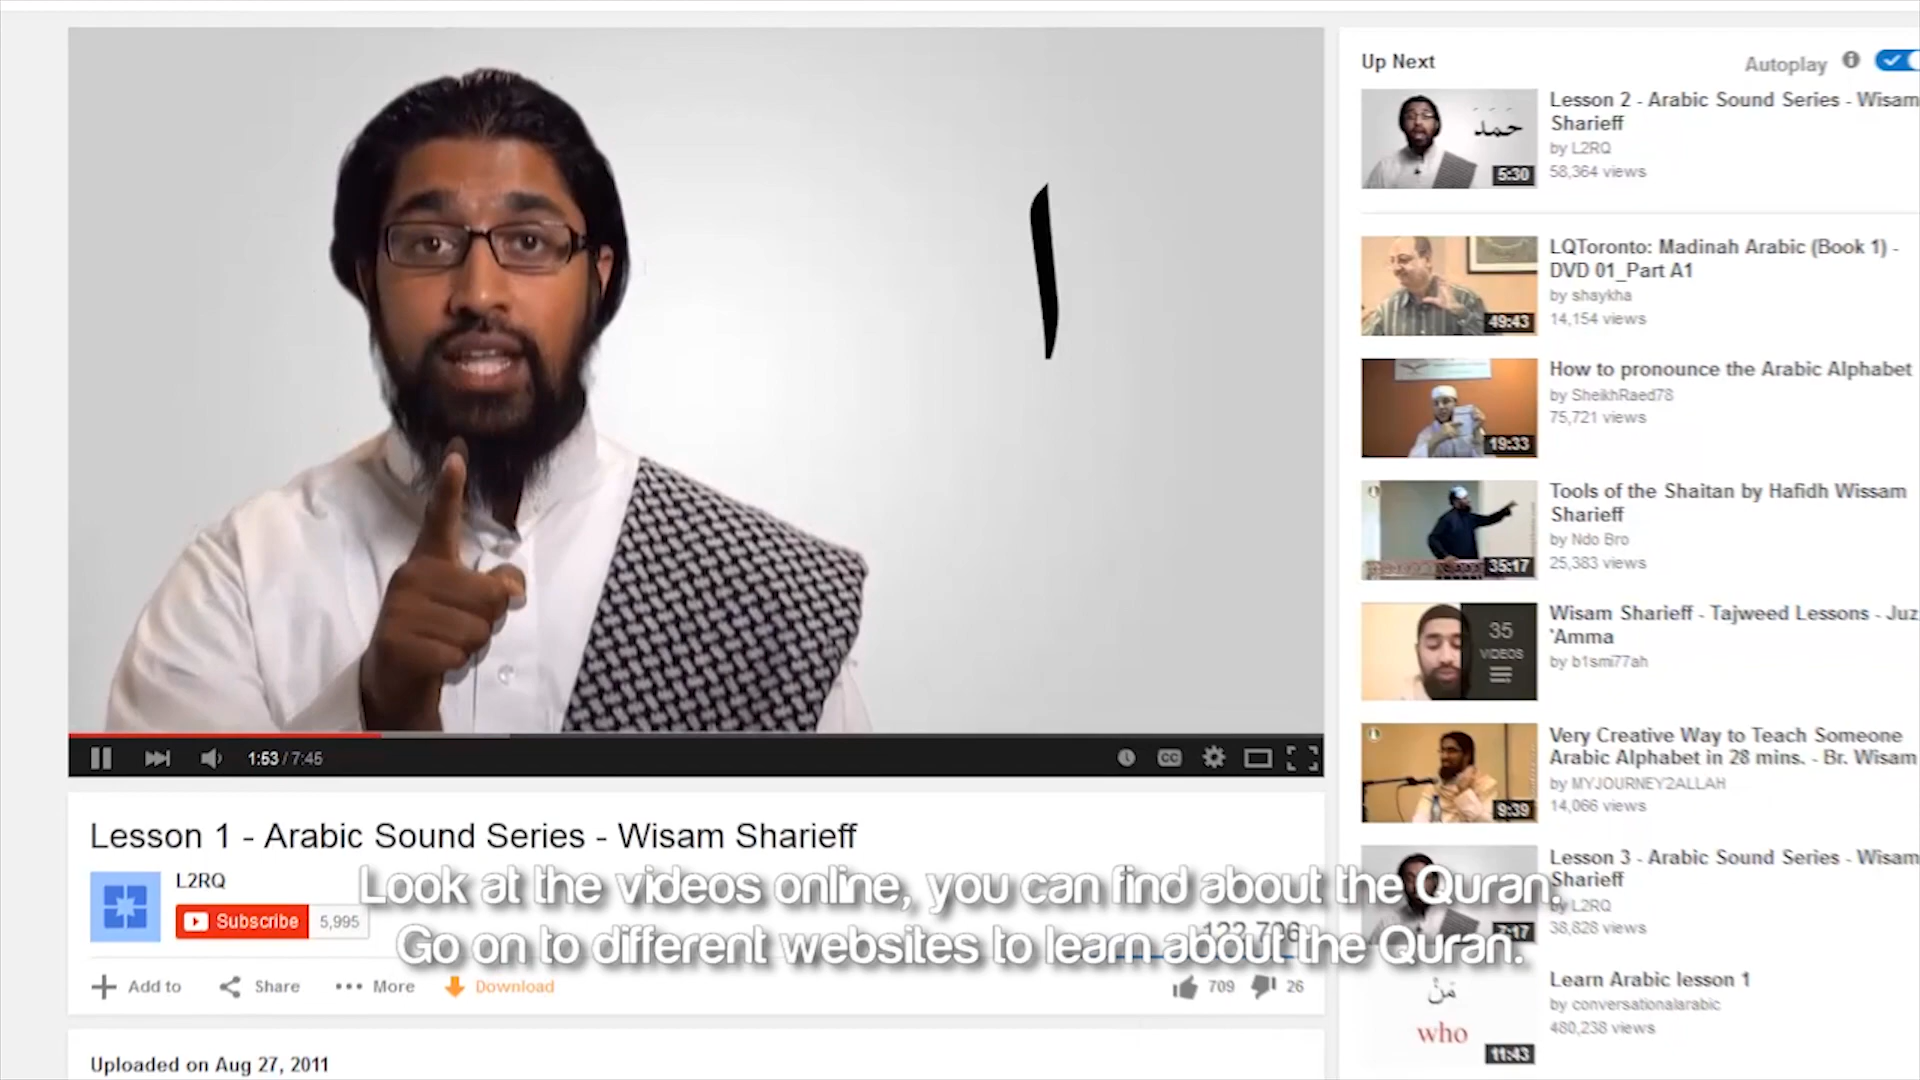 ا
1:53 / 7:45
CC
Lesson 1 - Arabic Sound Series - Wisam Sharieff
L2RQ
Subscribe 5,995
Look at the videos online, you can find about the Quran.
Go on to different websites to learn about the Quran.
Add to Share More Download
709 26
Uploaded on Aug 27, 2011
Up Next Autoplay
حَمَدَ
5:30
Lesson 2 - Arabic Sound Series - Wisam
Sharieff
by L2RQ
58,364 views
49:43
LQToronto: Madinah Arabic (Book 1) -
DVD 01_Part A1
by shaykha
14,154 views
19:33
How to pronounce the Arabic Alphabet
by SheikhRaed78
75,721 views
35:17
Tools of the Shaitan by Hafidh Wissam
Sharieff
by Ndo Bro
25,383 views
35
VIDEOS
Wisam Sharieff - Tajweed Lessons - Juz
'Amma
by b1smi77ah
9:39
Very Creative Way to Teach Someone
Arabic Alphabet in 28 mins. - Br. Wisam
by MYJOURNEY2ALLAH
14,066 views
7:17
Lesson 3 - Arabic Sound Series - Wisam
Sharieff
by L2RQ
38,828 views
مَنْ
who
11:43
Learn Arabic lesson 1
by conversationalarabic
480,238 views